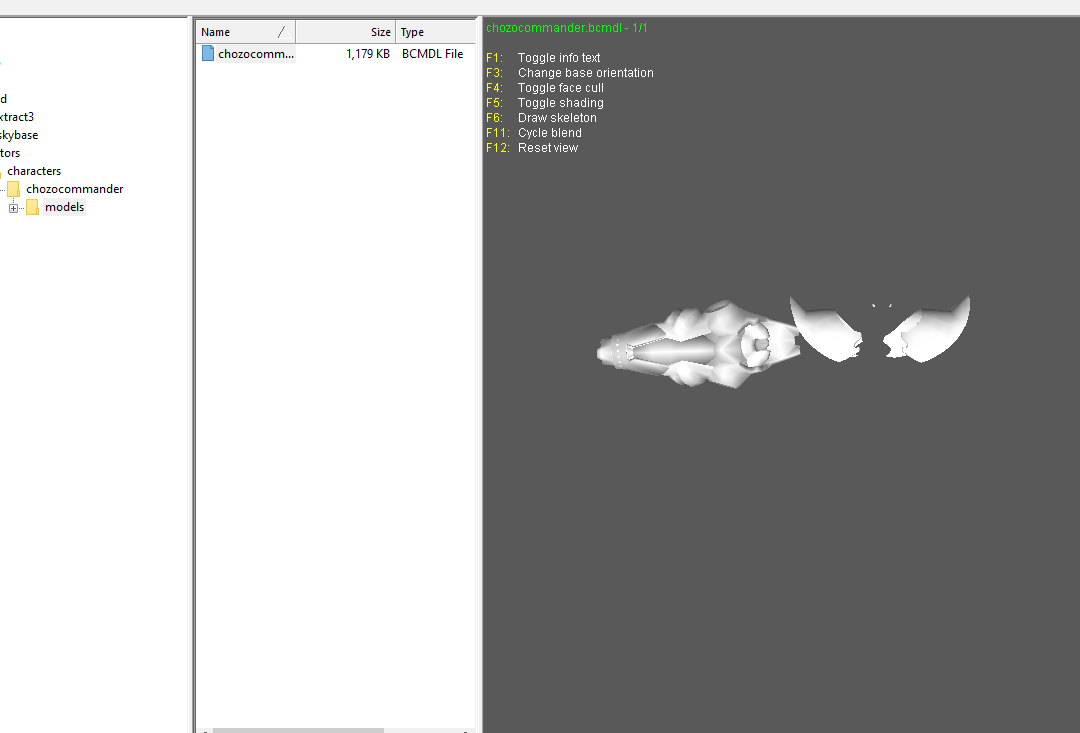 d
xtract3
skybase
tors
characters
chozocommander
models
Name Size Type
chozocomm... 1,179 KB BCMDL File
chozocommander.bcmdl - 1/1
F1: Toggle info text
F3: Change base orientation
F4: Toggle face cull
F5: Toggle shading
F6: Draw skeleton
F11: Cycle blend
F12: Reset view